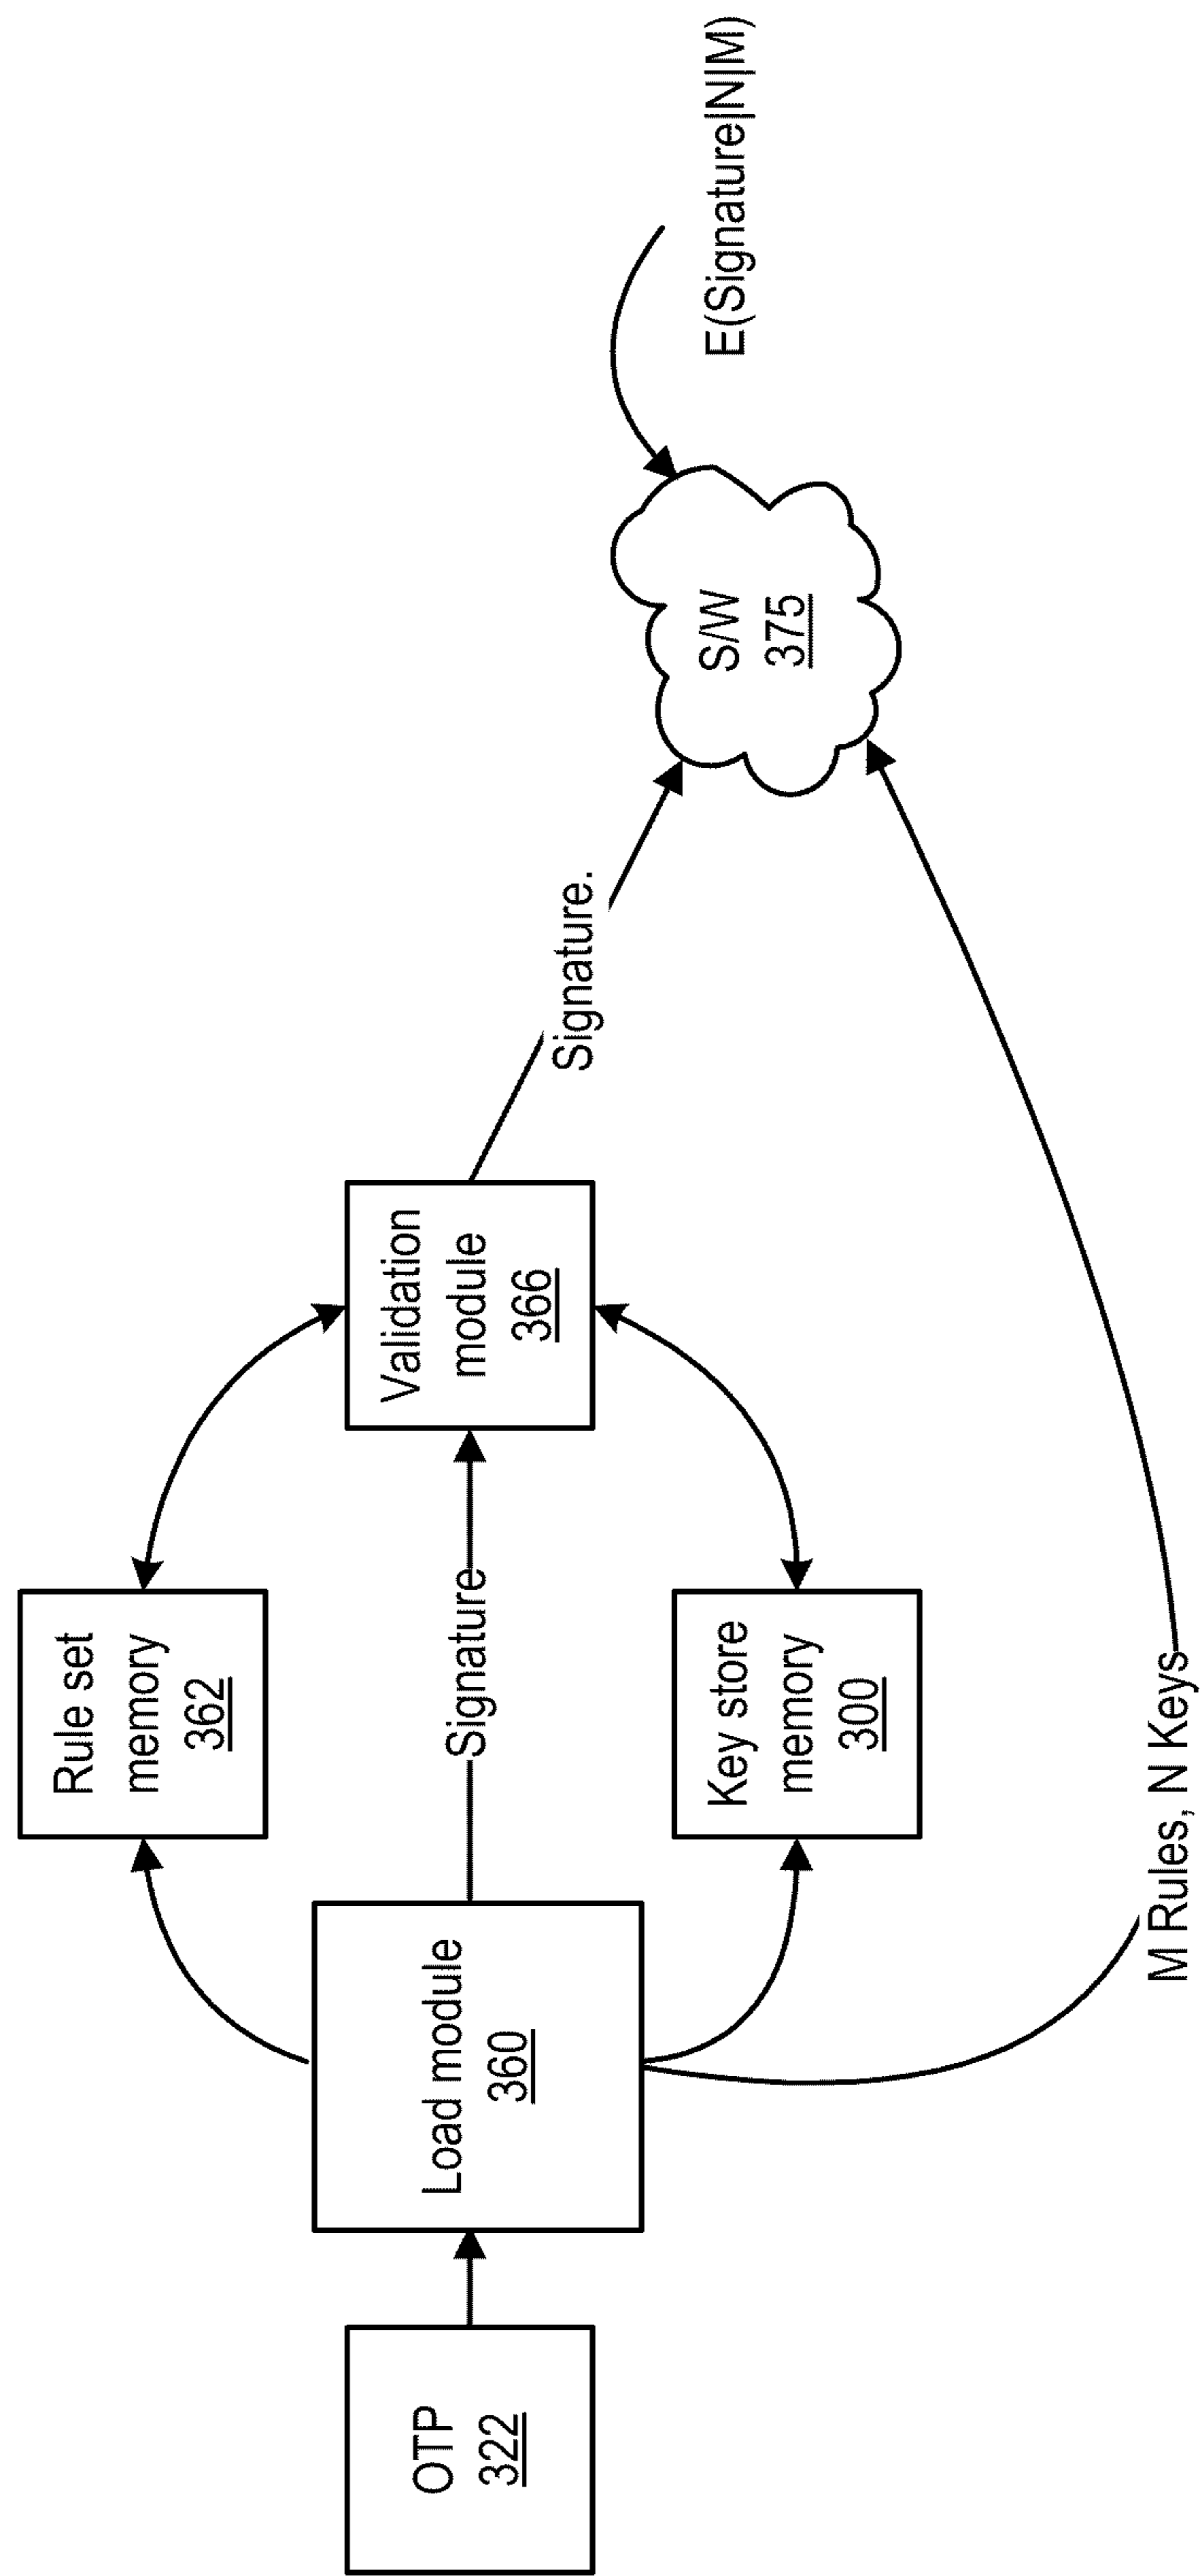 OTP
322
Load module
360
Rule set
memory
362
Signature
Key store
memory
300
Validation
module
366
Signature.
S/W
375
E(Signature|N|M)
M Rules, N Keys